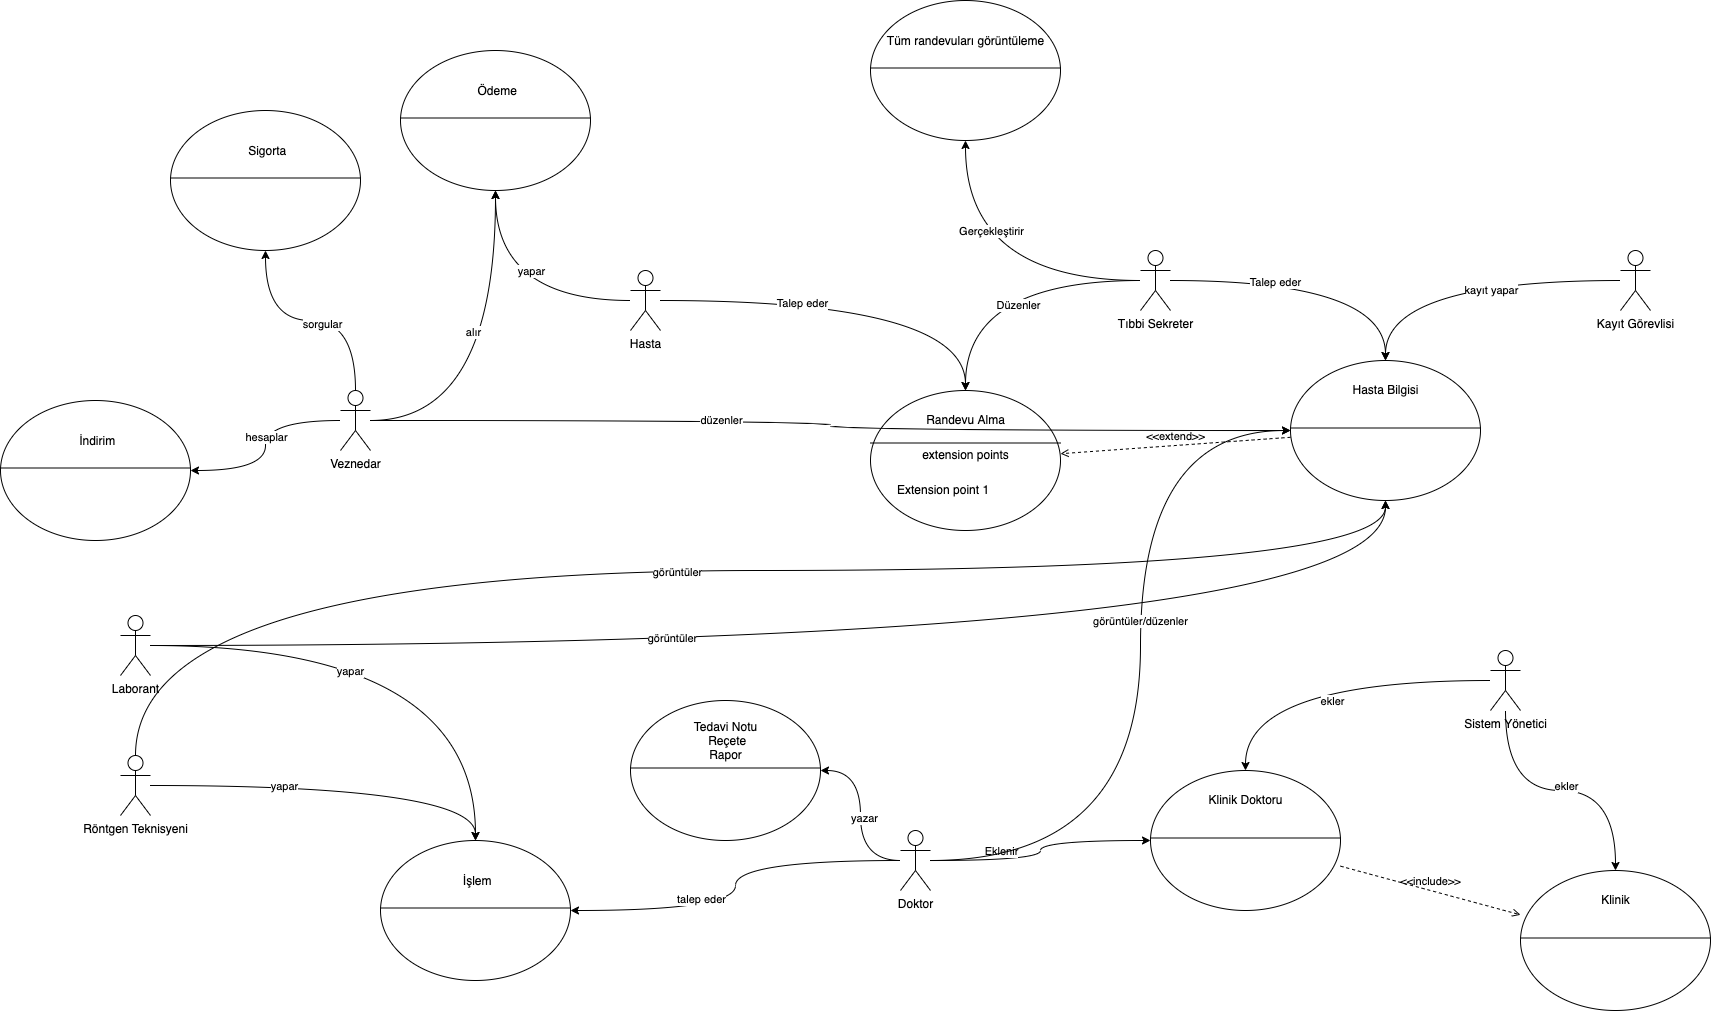 Tüm randevuları görüntüleme
Ödeme
Sigorta
Gerçekleştir
yapar
Talep eder
Talep eder
Düzenler
kayıt yapar
Tıbbi Sekreter
Kayıt Görevlisi
sorgular
alır
Hasta
Hasta Bilgisi
Randevu Alma
düzenler
<<extend>>
hesaplar
İndirim
Veznedar
extension points
Extension point 1
görüntüler
görüntüler
görüntüler/düzenler
Laborant
yapar
ekler
Sistem Yönetici
Tedavi Notu
Reçete
Rapor
yapar
ekler
Klinik Doktoru
Röntgen Teknisyeni
yazar
Eklenir
İşlem
<<include>>
talep eder
Doktor
Klinik